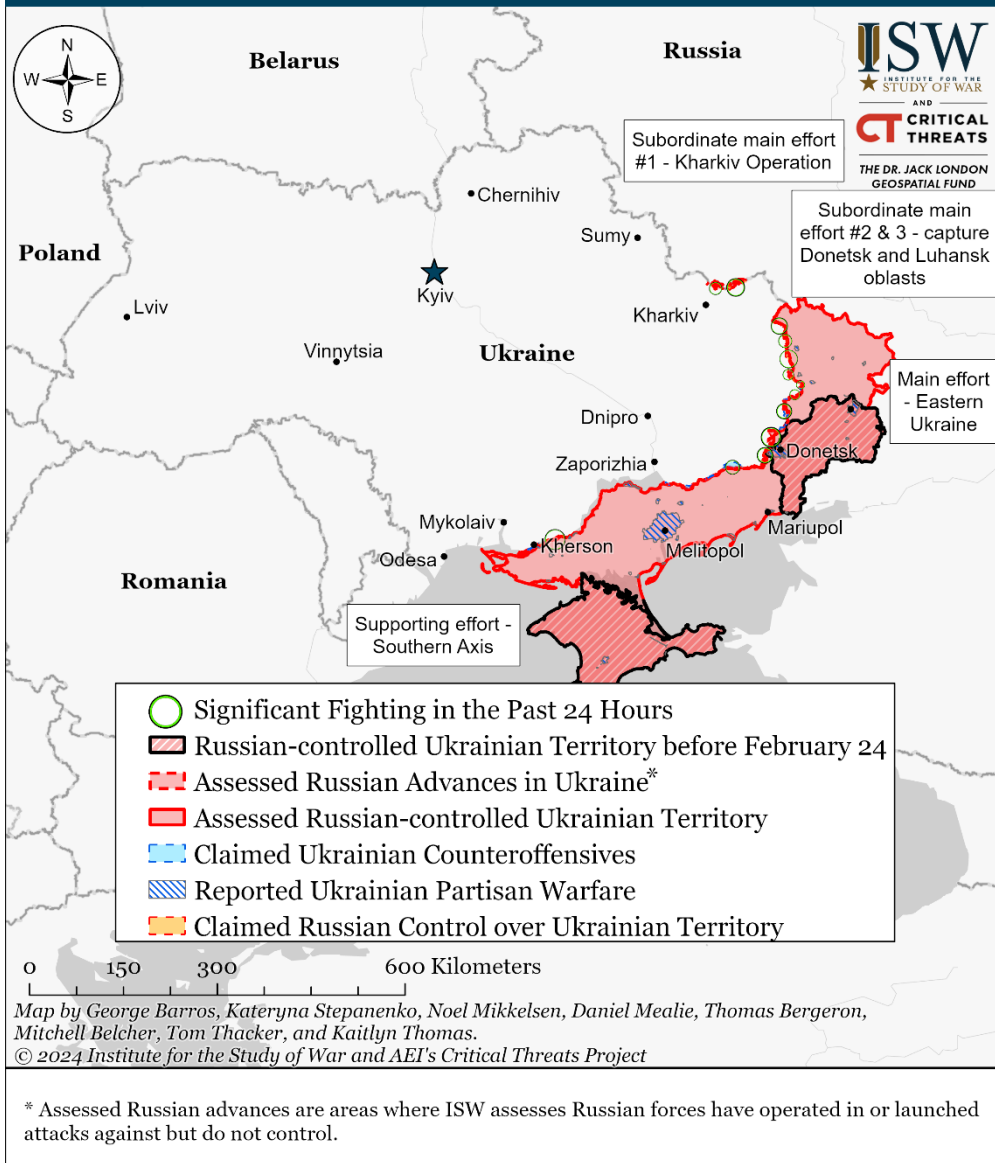 N
W E
S
Belarus
Russia
ISW
INSTITUTE FOR THE
STUDY OF WAR
AND
CT CRITICAL
THREATS
THE DR. JACK LONDON
GEOSPATIAL FUND
Subordinate main effort
#1 - Kharkiv Operation
Subordinate main
effort #2 & 3 - capture
Donetsk and Luhansk
oblasts
Chernihiv
Sumy
Poland
Kyiv
Lviv
Kharkiv
Vinnytsia
Ukraine
Main effort
- Eastern
Ukraine
Dnipro
Donetsk
Zaporizhia
Mykolaiv
Mariupol
Kherson
Odesa
Melitopol
Romania
Supporting effort -
Southern Axis
Significant Fighting in the Past 24 Hours
Russian-controlled Ukrainian Territory before February 24
Assessed Russian Advances in Ukraine*
Assessed Russian-controlled Ukrainian Territory
Claimed Ukrainian Counteroffensives
Reported Ukrainian Partisan Warfare
Claimed Russian Control over Ukrainian Territory
0 150 300 600 Kilometers
Map by George Barros, Kateryna Stepanenko, Noel Mikkelsen, Daniel Mealie, Thomas Bergeron,
Mitchell Belcher, Tom Thacker, and Kaitlyn Thomas.
© 2024 Institute for the Study of War and AEI's Critical Threats Project
* Assessed Russian advances are areas where ISW assesses Russian forces have operated in or launched
attacks against but do not control.